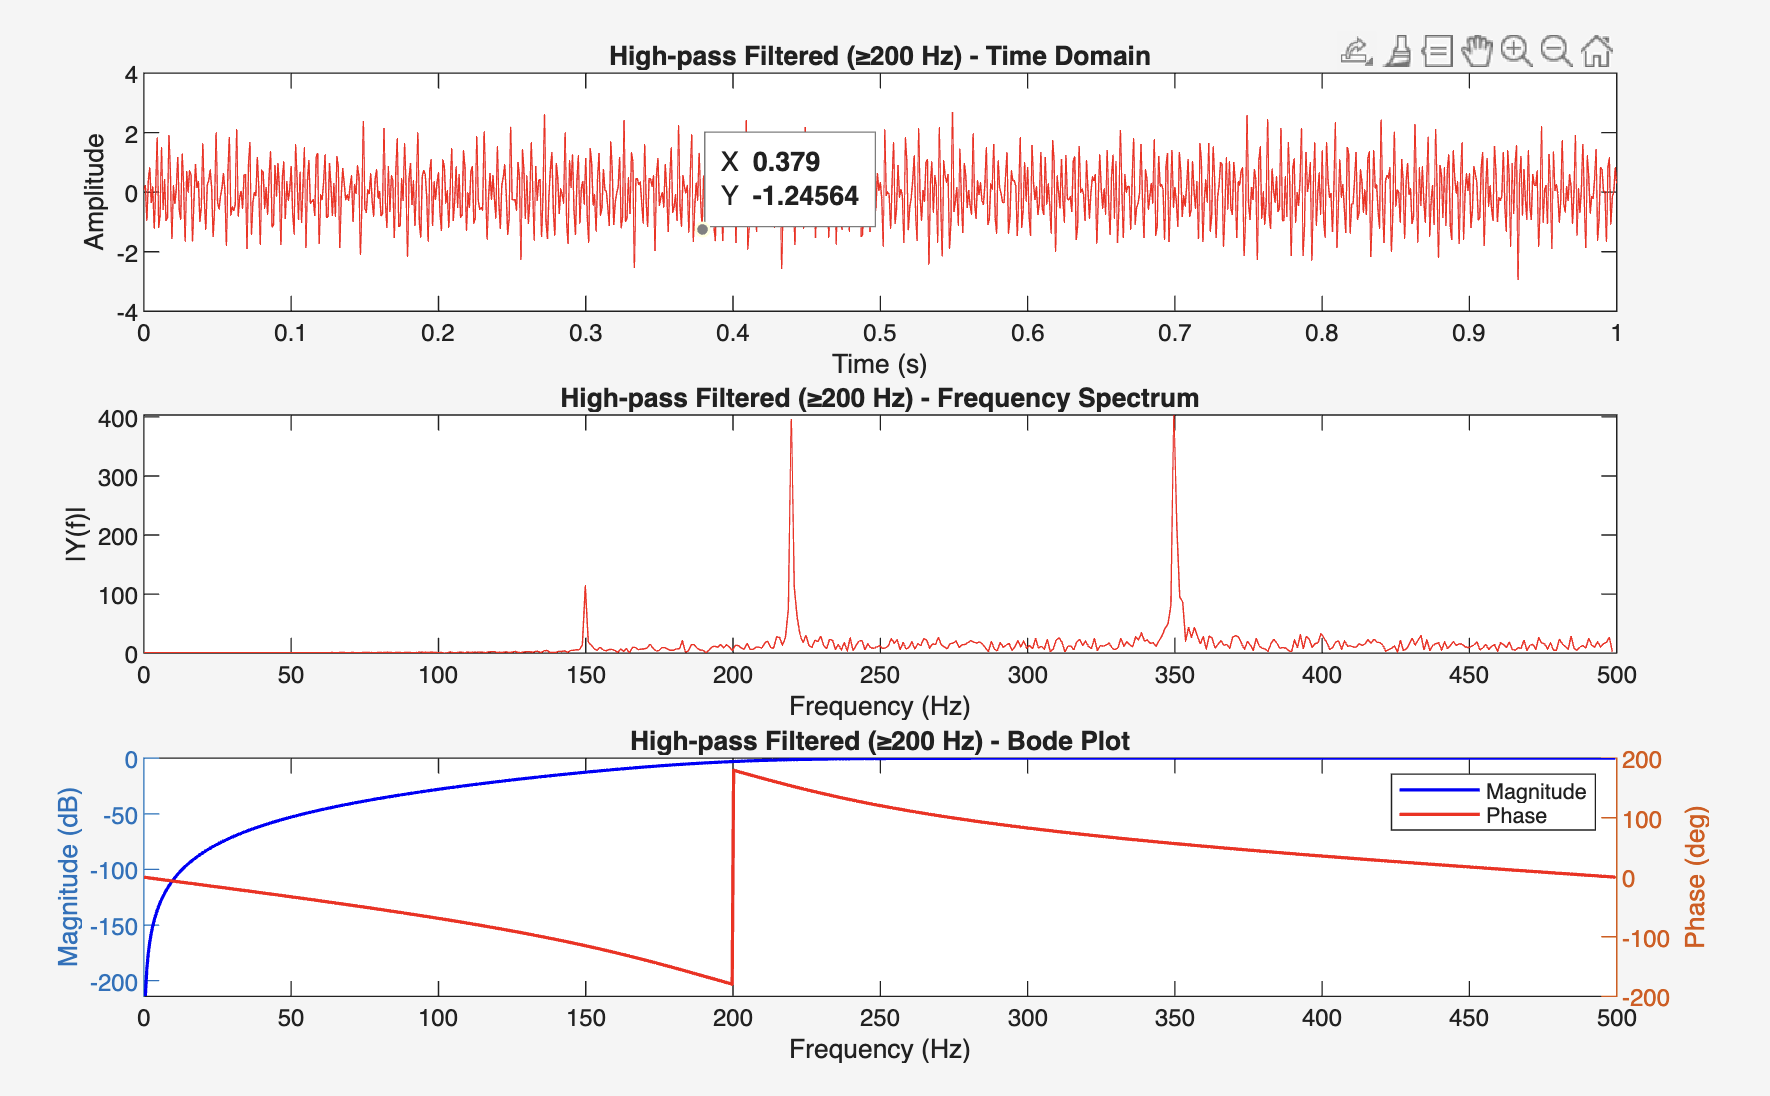 High-pass Filtered (≥200 Hz) - Time Domain
4
2
0
-2
-4
Amplitude
X 0.379
Y -1.24564
0 0.1 0.2 0.3 0.4 0.5 0.6 0.7 0.8 0.9 1
Time (s)
High-pass Filtered (≥200 Hz) - Frequency Spectrum
400
300
200
100
0
|Y(f)|
0 50 100 150 200 250 300 350 400 450 500
Frequency (Hz)
High-pass Filtered (≥200 Hz) - Bode Plot
0
-50
-100
-150
-200
Magnitude (dB)
Magnitude
Phase
200
100
0
-100
-200
Phase (deg)
0 50 100 150 200 250 300 350 400 450 500
Frequency (Hz)